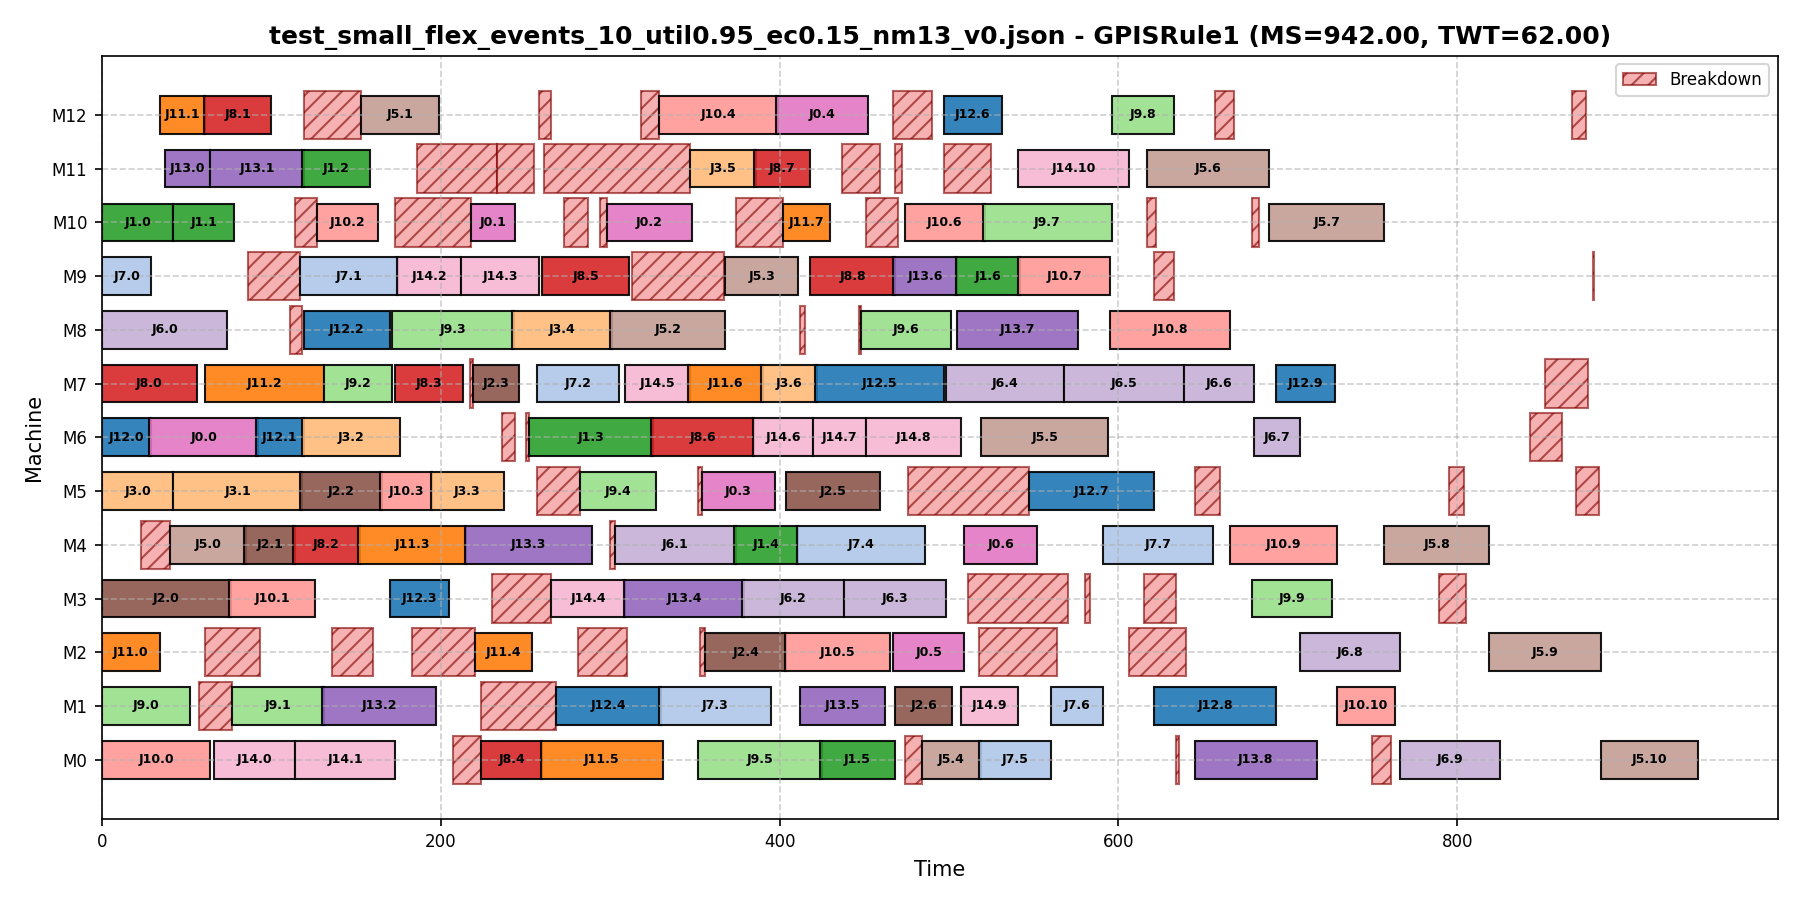 test_small_flex_events_10_util0.95_ec0.15_nm13_v0.json - GPISRule1 (MS=942.00, TWT=62.00)
Breakdown
M12 J11.1 J8.1 J5.1 J10.4 J0.4 J12.6 J9.8
M11 J13.0 J13.1 J1.2 J3.5 J8.7 J14.10 J5.6
M10 J1.0 J1.1 J10.2 J0.1 J0.2 J11.7 J10.6 J9.7 J5.7
M9 J7.0 J7.1 J14.2 J14.3 J8.5 J5.3 J8.8 J13.6 J1.6 J10.7
M8 J6.0 J12.2 J9.3 J3.4 J5.2 J9.6 J13.7 J10.8
M7 J8.0 J11.2 J9.2 J8.3 J2.3 J7.2 J14.5 J11.6 J3.6 J12.5 J6.4 J6.5 J6.6 J12.9
M6 J12.0 J0.0 J12.1 J3.2 J1.3 J8.6 J14.6 J14.7 J14.8 J5.5 J6.7
M5 J3.0 J3.1 J2.2 J10.3 J3.3 J9.4 J0.3 J2.5 J12.7
M4 J5.0 J2.1 J8.2 J11.3 J13.3 J6.1 J1.4 J7.4 J0.6 J7.7 J10.9 J5.8
M3 J2.0 J10.1 J12.3 J14.4 J13.4 J6.2 J6.3 J9.9
M2 J11.0 J11.4 J2.4 J10.5 J0.5 J6.8 J5.9
M1 J9.0 J9.1 J13.2 J12.4 J7.3 J13.5 J2.6 J14.9 J7.6 J12.8 J10.10
M0 J10.0 J14.0 J14.1 J8.4 J11.5 J9.5 J1.5 J5.4 J7.5 J13.8 J6.9 J5.10
Machine
0 200 400 600 800
Time